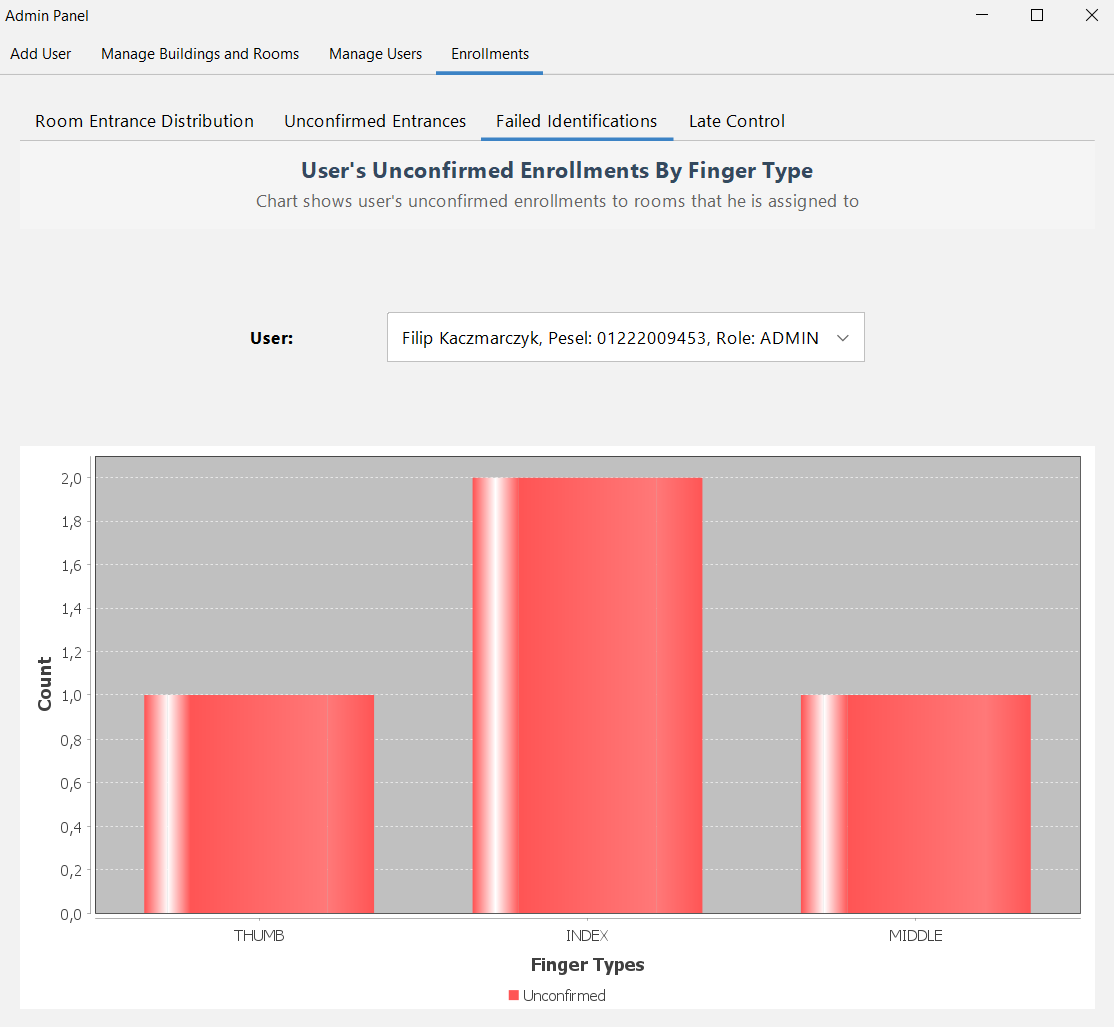 Admin Panel
Add User Manage Buildings and Rooms Manage Users Enrollments
Room Entrance Distribution Unconfirmed Entrances Failed Identifications Late Control
User's Unconfirmed Enrollments By Finger Type
Chart shows user's unconfirmed enrollments to rooms that he is assigned to
User: Filip Kaczmarczyk, Pesel: 01222009453, Role: ADMIN
2,0
1,8
1,6
1,4
1,2
1,0
0,8
0,6
0,4
0,2
0,0
Count
THUMB INDEX MIDDLE
Finger Types
Unconfirmed